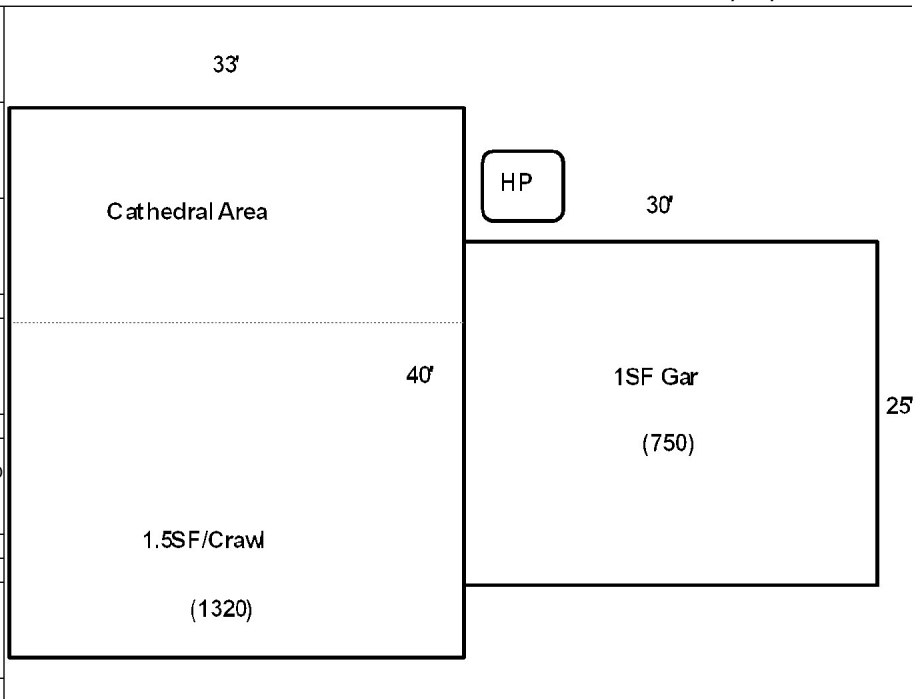 33'
HP
30'
Cathedral Area
40'
1SF Gar
25'
(750)
1.5SF/Crawl
(1320)